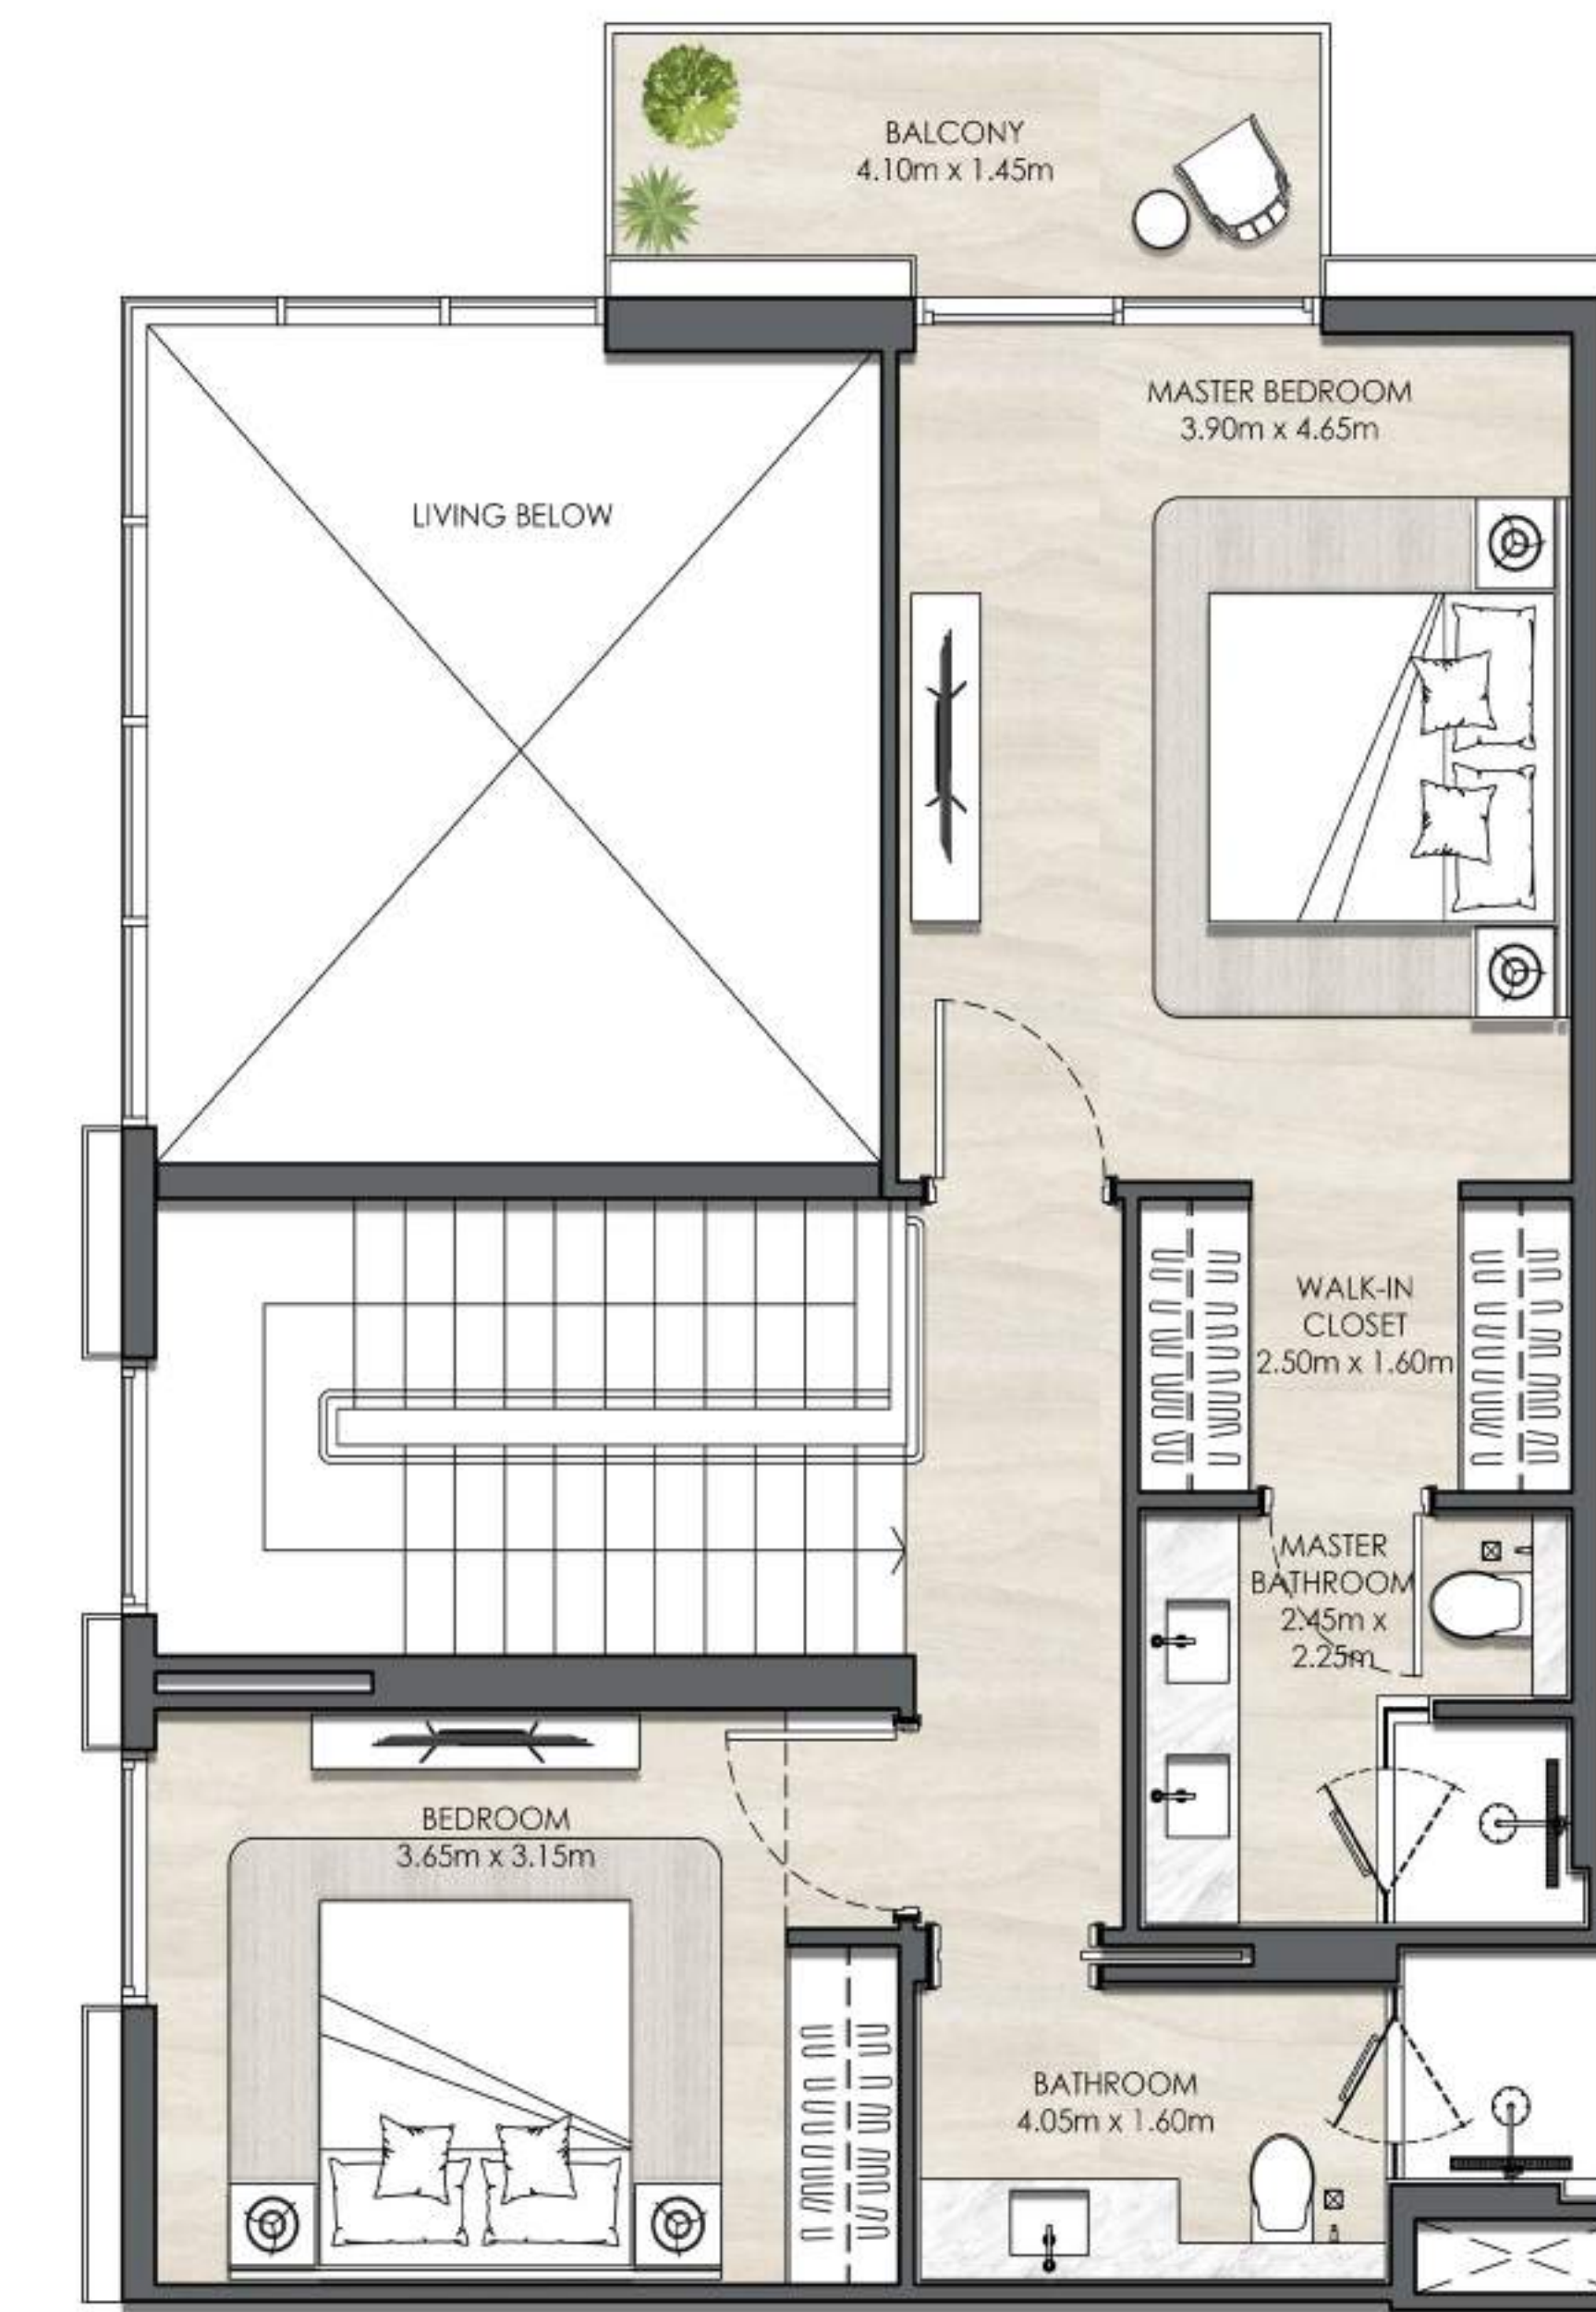 BALCONY
4.10m x 1.45m
MASTER BEDROOM
3.90m x 4.65m
LIVING BELOW
WALK-IN
CLOSET
2.50m x 1.60m
MASTER
BATHROOM
2.45m x
2.25m
BEDROOM
3.65m x 3.15m
BATHROOM
4.05m x 1.60m